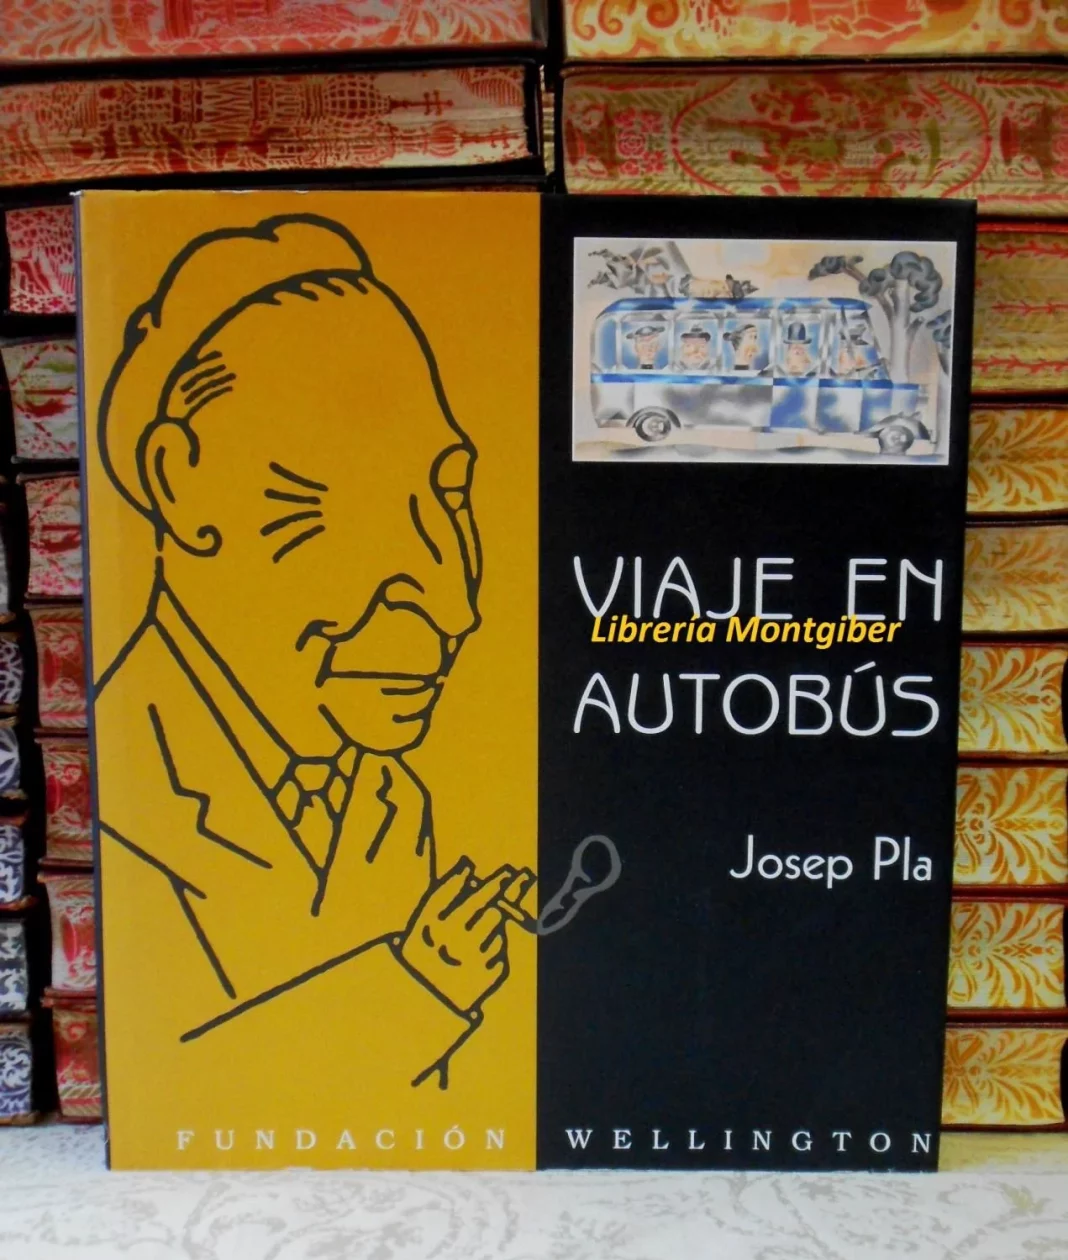 VIAJE EN
Librería Montgiber
AUTOBÚS
Josep Pla
FUNDACIÓN WELLINGTON